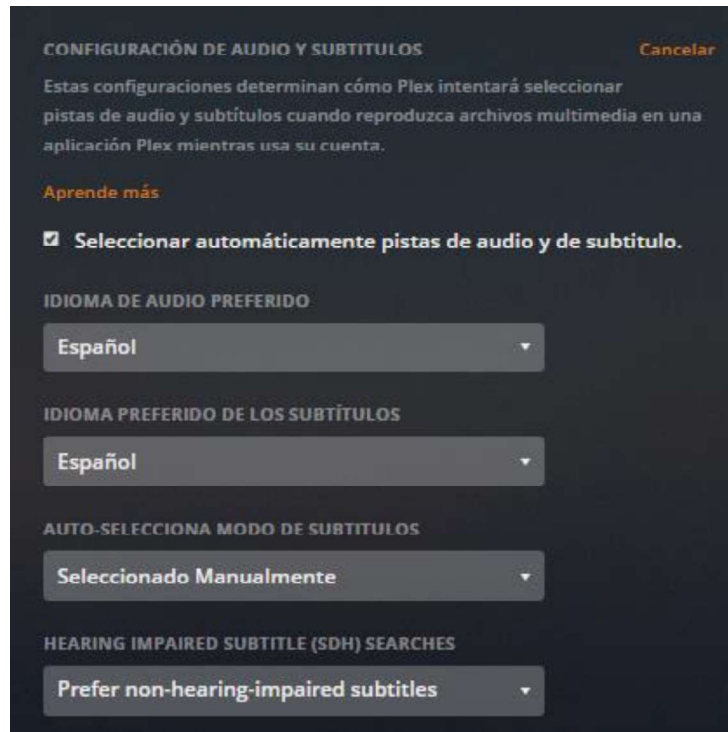 CONFIGURACIÓN DE AUDIO Y SUBTITULOS Cancelar
Estas configuraciones determinan cómo Plex intentará seleccionar
pistas de audio y subtítulos cuando reproduzca archivos multimedia en una
aplicación Plex mientras usa su cuenta.
Aprende más
Seleccionar automáticamente pistas de audio y de subtitulo.
IDIOMA DE AUDIO PREFERIDO
Español
IDIOMA PREFERIDO DE LOS SUBTÍTULOS
Español
AUTO-SELECCIONA MODO DE SUBTITULOS
Seleccionado Manualmente
HEARING IMPAIRED SUBTITLE (SDH) SEARCHES
Prefer non-hearing-impaired subtitles